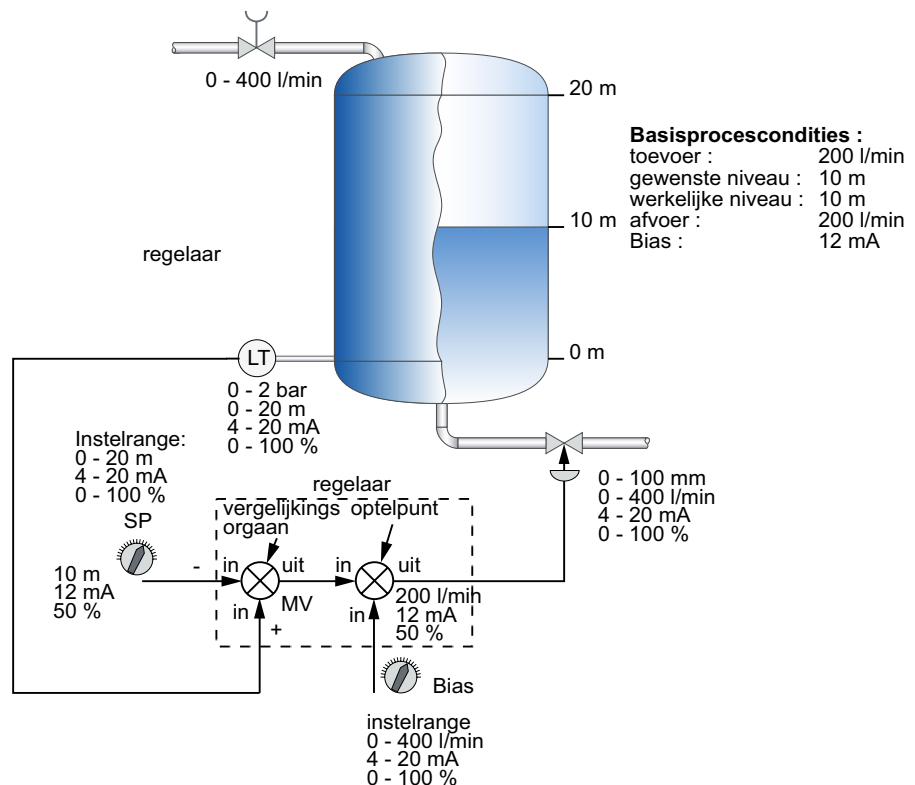 0 - 400 l/min
20 m
Basisprocescondities :
toevoer : 200 l/min
gewenste niveau : 10 m
werkelijke niveau : 10 m
afvoer : 200 l/min
Bias : 12 mA
10 m
regelaar
LT
0 m
0 - 2 bar
0 - 20 m
4 - 20 mA
0 - 100 %
Instelrange:
0 - 20 m
4 - 20 mA
0 - 100 %
SP
0 - 100 mm
0 - 400 l/min
4 - 20 mA
0 - 100 %
regelaar
vergelijkings
orgaan
optelpunt
-
in
uit
in
uit
10 m
12 mA
50 %
in
MV
+
in
200 l/min
12 mA
50 %
Bias
instelrange
0 - 400 l/min
4 - 20 mA
0 - 100 %